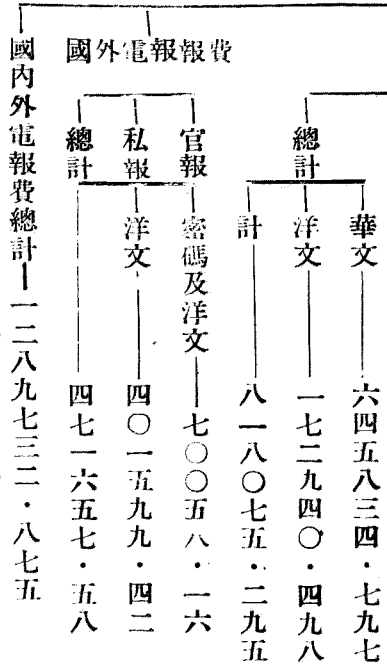 總計
華文 六四五八三四·七九七
洋文 一七二九四〇·四九八
計 八一八〇七五·二九五
國外電報報費
官報 密碼及洋文 七〇〇五八·一六
私報 洋文 四〇一五九九·四二
總計 四七一六五七·五八
國內外電報費總計 一二八九七三二·八七五